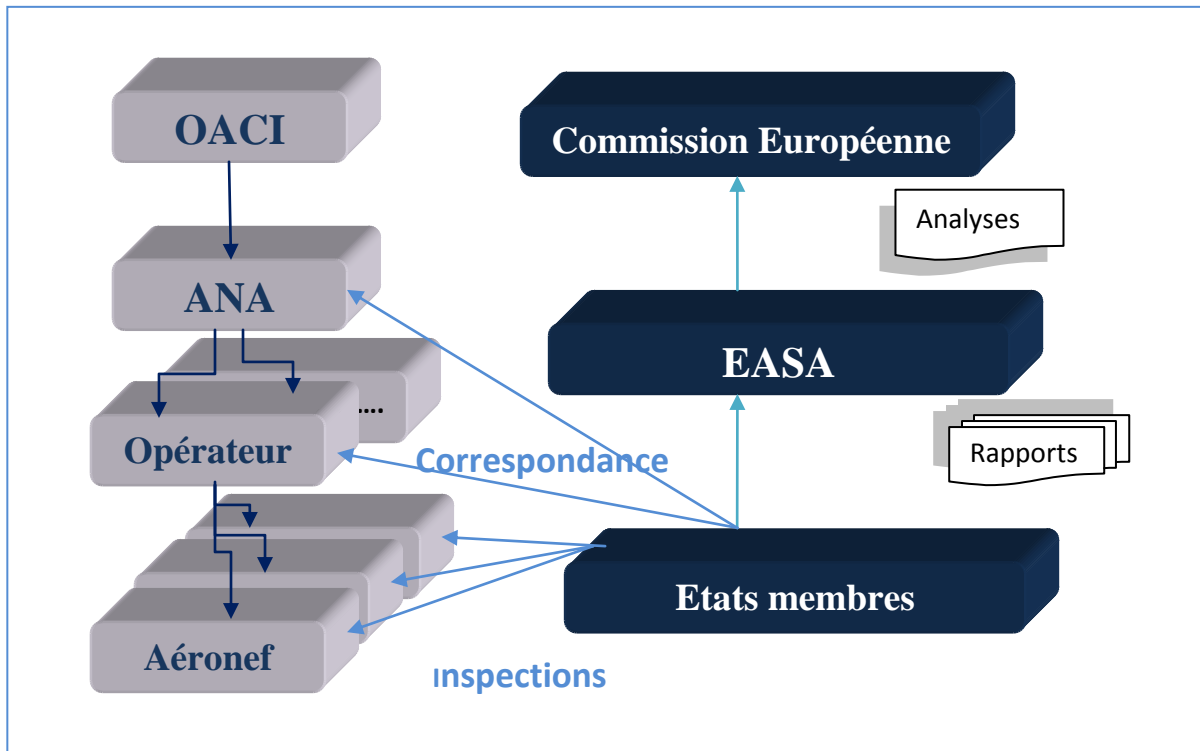 OACI
Commission Européenne
Analyses
ANA
EASA
.....
Opérateur
Correspondance
Rapports
Etats membres
Aéronef
Inspections